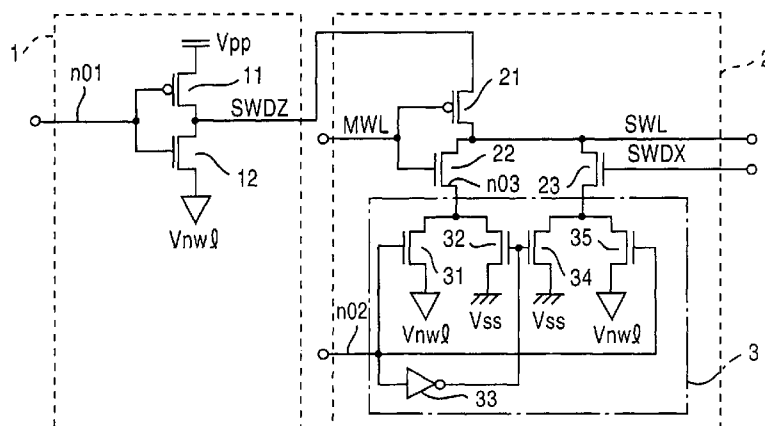 1
Vpp
2
n01
11
21
SWDZ
MWL
SWL
22
SWDX
12
n03
23
Vnwℓ
32
35
31
34
Vss
Vss
n02
Vnwℓ
Vnwℓ
3
33